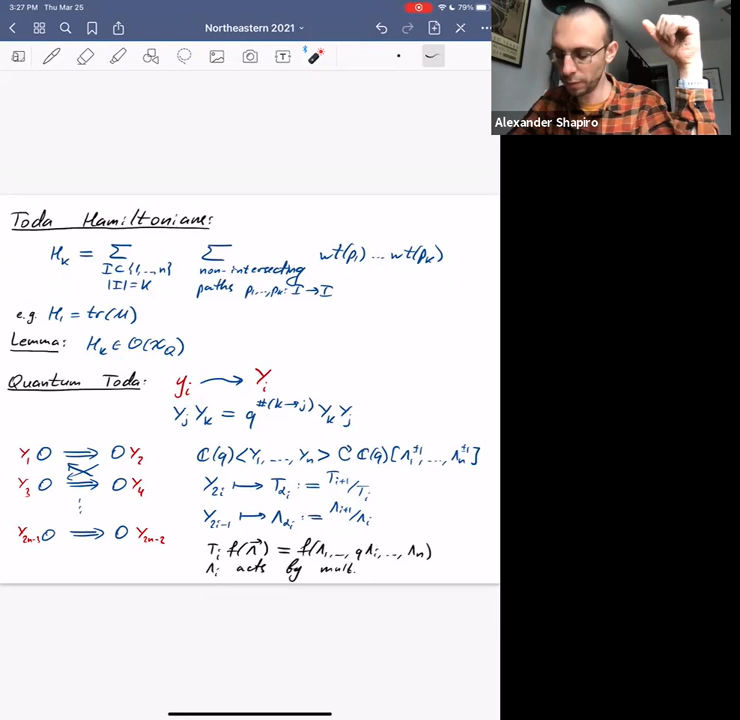 3:27 PM Thu Mar 25
79%
Northeastern 2021
Alexander Shapiro
Toda Hamiltonians:
H_k = Σ_{I⊂{1,...,n} |I|=k} Σ_{non-intersecting paths p_1,...,p_k: I→I} wt(p_1)...wt(p_k)
e.g. H_1 = tr(M)
Lemma: H_k ∈ O(X_Q)
Quantum Toda: y_i → Y_i
Y_j Y_k = q^{#(k→j)} Y_k Y_j
Y_1 O ⇒ O Y_2
Y_3 O ⇒ O Y_4
⋮
Y_{2n-3} O ⇒ O Y_{2n-2}
ℂ(q)<Y_1, ..., Y_n> ↻ ℂ(q)[Λ_1^{±1}, ..., Λ_n^{±1}]
Y_{2i} ↦ T_{α_i} := T_{i+1}/T_i
Y_{2i-1} ↦ Λ_{α_i} := Λ_{i+1}/Λ_i
T_i f(Λ⃗) = f(Λ_1, ..., qΛ_i, ..., Λ_n)
Λ_i acts by mult.